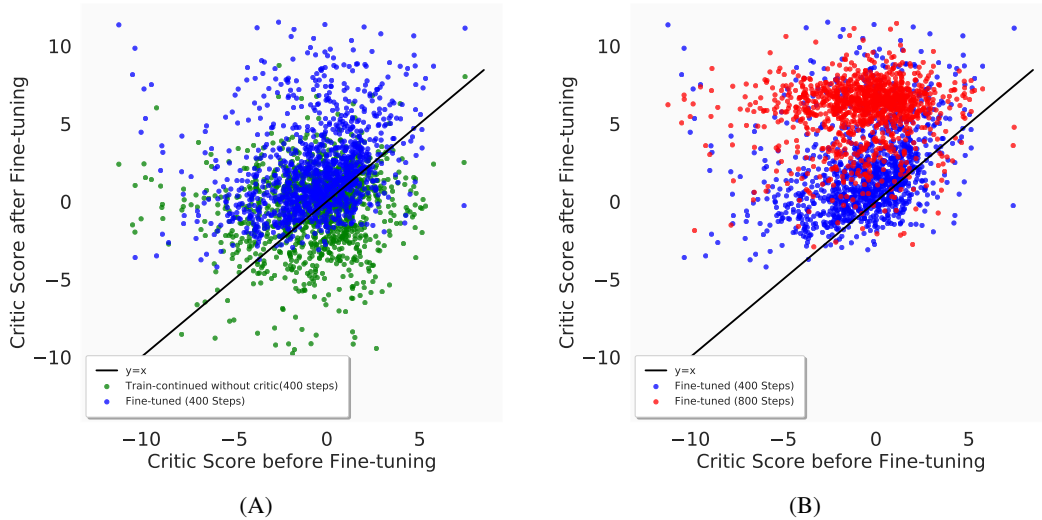 10
5
0
−5
−10
Critic Score after Fine-tuning
y=x
Train-continued without critic(400 steps)
Fine-tuned (400 Steps)
−10 −5 0 5
Critic Score before Fine-tuning
(A)
10
5
0
−5
−10
Critic Score after Fine-tuning
y=x
Fine-tuned (400 Steps)
Fine-tuned (800 Steps)
−10 −5 0 5
Critic Score before Fine-tuning
(B)